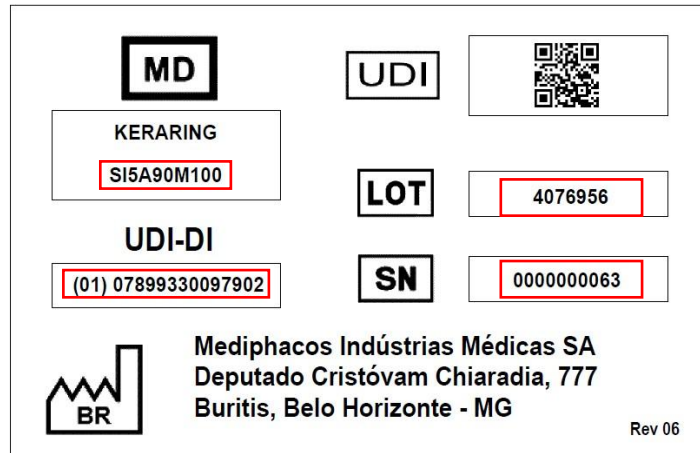 MD
KERARING
SI5A90M100
UDI-DI
(01) 07899330097902
UDI
LOT
4076956
SN
0000000063
BR
Mediphacos Indústrias Médicas SA
Deputado Cristóvam Chiaradia, 777
Buritis, Belo Horizonte - MG
Rev 06